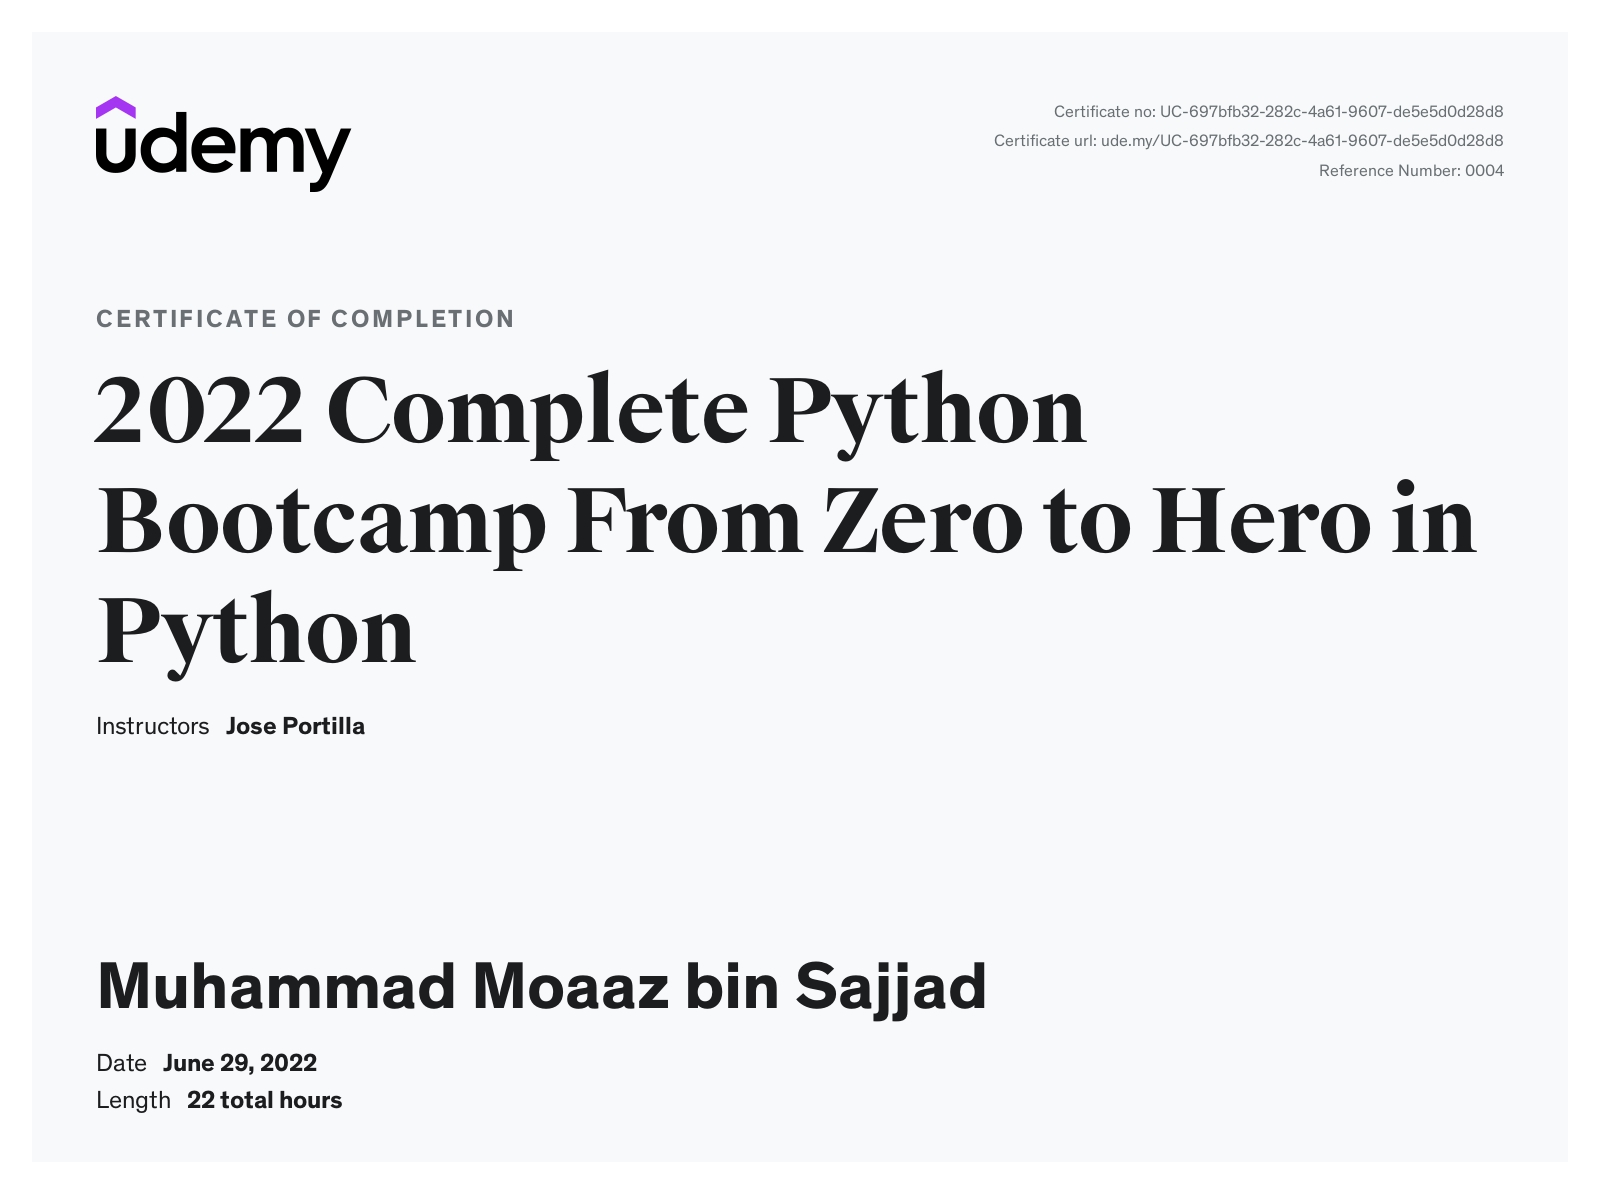 udemy
Certificate no: UC-697bfb32-282c-4a61-9607-de5e5d0d28d8
Certificate url: ude.my/UC-697bfb32-282c-4a61-9607-de5e5d0d28d8
Reference Number: 0004
CERTIFICATE OF COMPLETION
2022 Complete Python
Bootcamp From Zero to Hero in
Python
Instructors Jose Portilla
Muhammad Moaaz bin Sajjad
Date June 29, 2022
Length 22 total hours